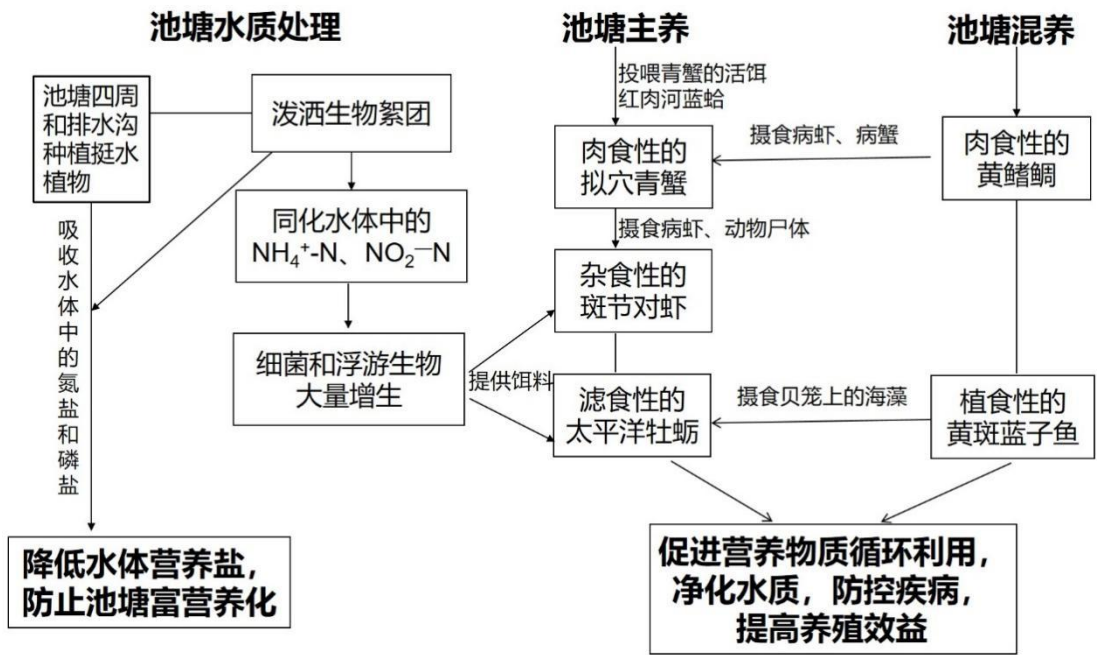 池塘水质处理
池塘四周
和排水沟
种植挺水
植物
泼洒生物絮团
同化水体中的
NH₄⁺-N、NO₂⁻-N
细菌和浮游生物
大量增生
提供饵料
吸收水体中的氮盐和磷盐
降低水体营养盐,
防止池塘富营养化
池塘主养
投喂青蟹的活饵
红肉河蓝蛤
肉食性的
拟穴青蟹
摄食病虾、动物尸体
杂食性的
斑节对虾
滤食性的
太平洋牡蛎
池塘混养
摄食病虾、病蟹
肉食性的
黄鳍鲷
摄食贝笼上的海藻
植食性的
黄斑蓝子鱼
促进营养物质循环利用，
净化水质，防控疾病，
提高养殖效益